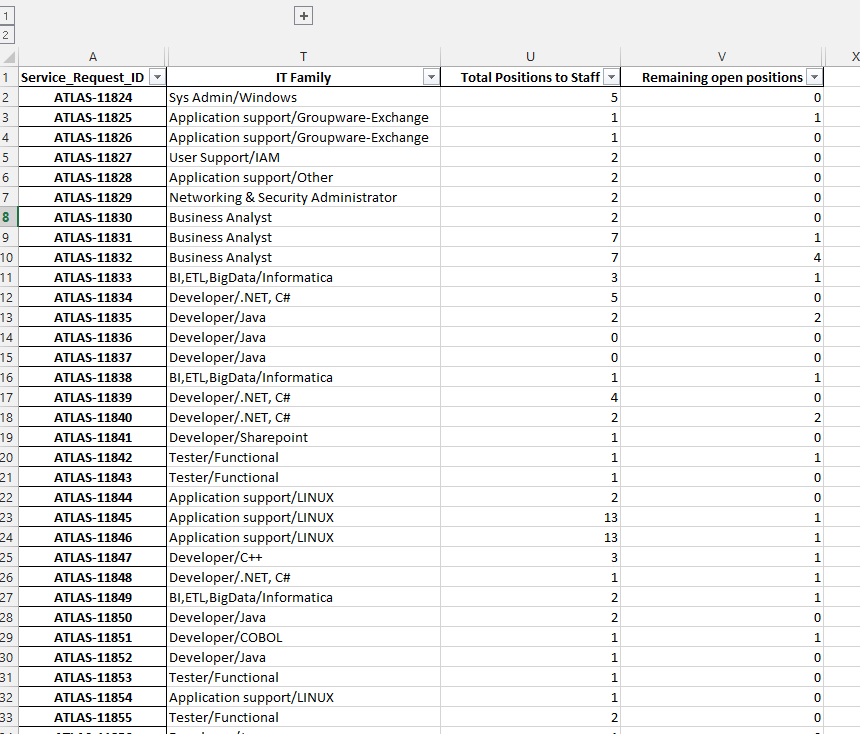 1
2
+
A T U V X
1 Service_Request_ID IT Family Total Positions to Staff Remaining open positions
2 ATLAS-11824 Sys Admin/Windows 5 0
3 ATLAS-11825 Application support/Groupware-Exchange 1 1
4 ATLAS-11826 Application support/Groupware-Exchange 1 0
5 ATLAS-11827 User Support/IAM 2 0
6 ATLAS-11828 Application support/Other 2 0
7 ATLAS-11829 Networking & Security Administrator 2 0
8 ATLAS-11830 Business Analyst 2 0
9 ATLAS-11831 Business Analyst 7 1
10 ATLAS-11832 Business Analyst 7 4
11 ATLAS-11833 BI,ETL,BigData/Informatica 3 1
12 ATLAS-11834 Developer/.NET, C# 5 0
13 ATLAS-11835 Developer/Java 2 2
14 ATLAS-11836 Developer/Java 0 0
15 ATLAS-11837 Developer/Java 0 0
16 ATLAS-11838 BI,ETL,BigData/Informatica 1 1
17 ATLAS-11839 Developer/.NET, C# 4 0
18 ATLAS-11840 Developer/.NET, C# 2 2
19 ATLAS-11841 Developer/Sharepoint 1 0
20 ATLAS-11842 Tester/Functional 1 1
21 ATLAS-11843 Tester/Functional 1 0
22 ATLAS-11844 Application support/LINUX 2 0
23 ATLAS-11845 Application support/LINUX 13 1
24 ATLAS-11846 Application support/LINUX 13 1
25 ATLAS-11847 Developer/C++ 3 1
26 ATLAS-11848 Developer/.NET, C# 1 1
27 ATLAS-11849 BI,ETL,BigData/Informatica 2 1
28 ATLAS-11850 Developer/Java 2 0
29 ATLAS-11851 Developer/COBOL 1 1
30 ATLAS-11852 Developer/Java 1 0
31 ATLAS-11853 Tester/Functional 1 0
32 ATLAS-11854 Application support/LINUX 1 0
33 ATLAS-11855 Tester/Functional 2 0